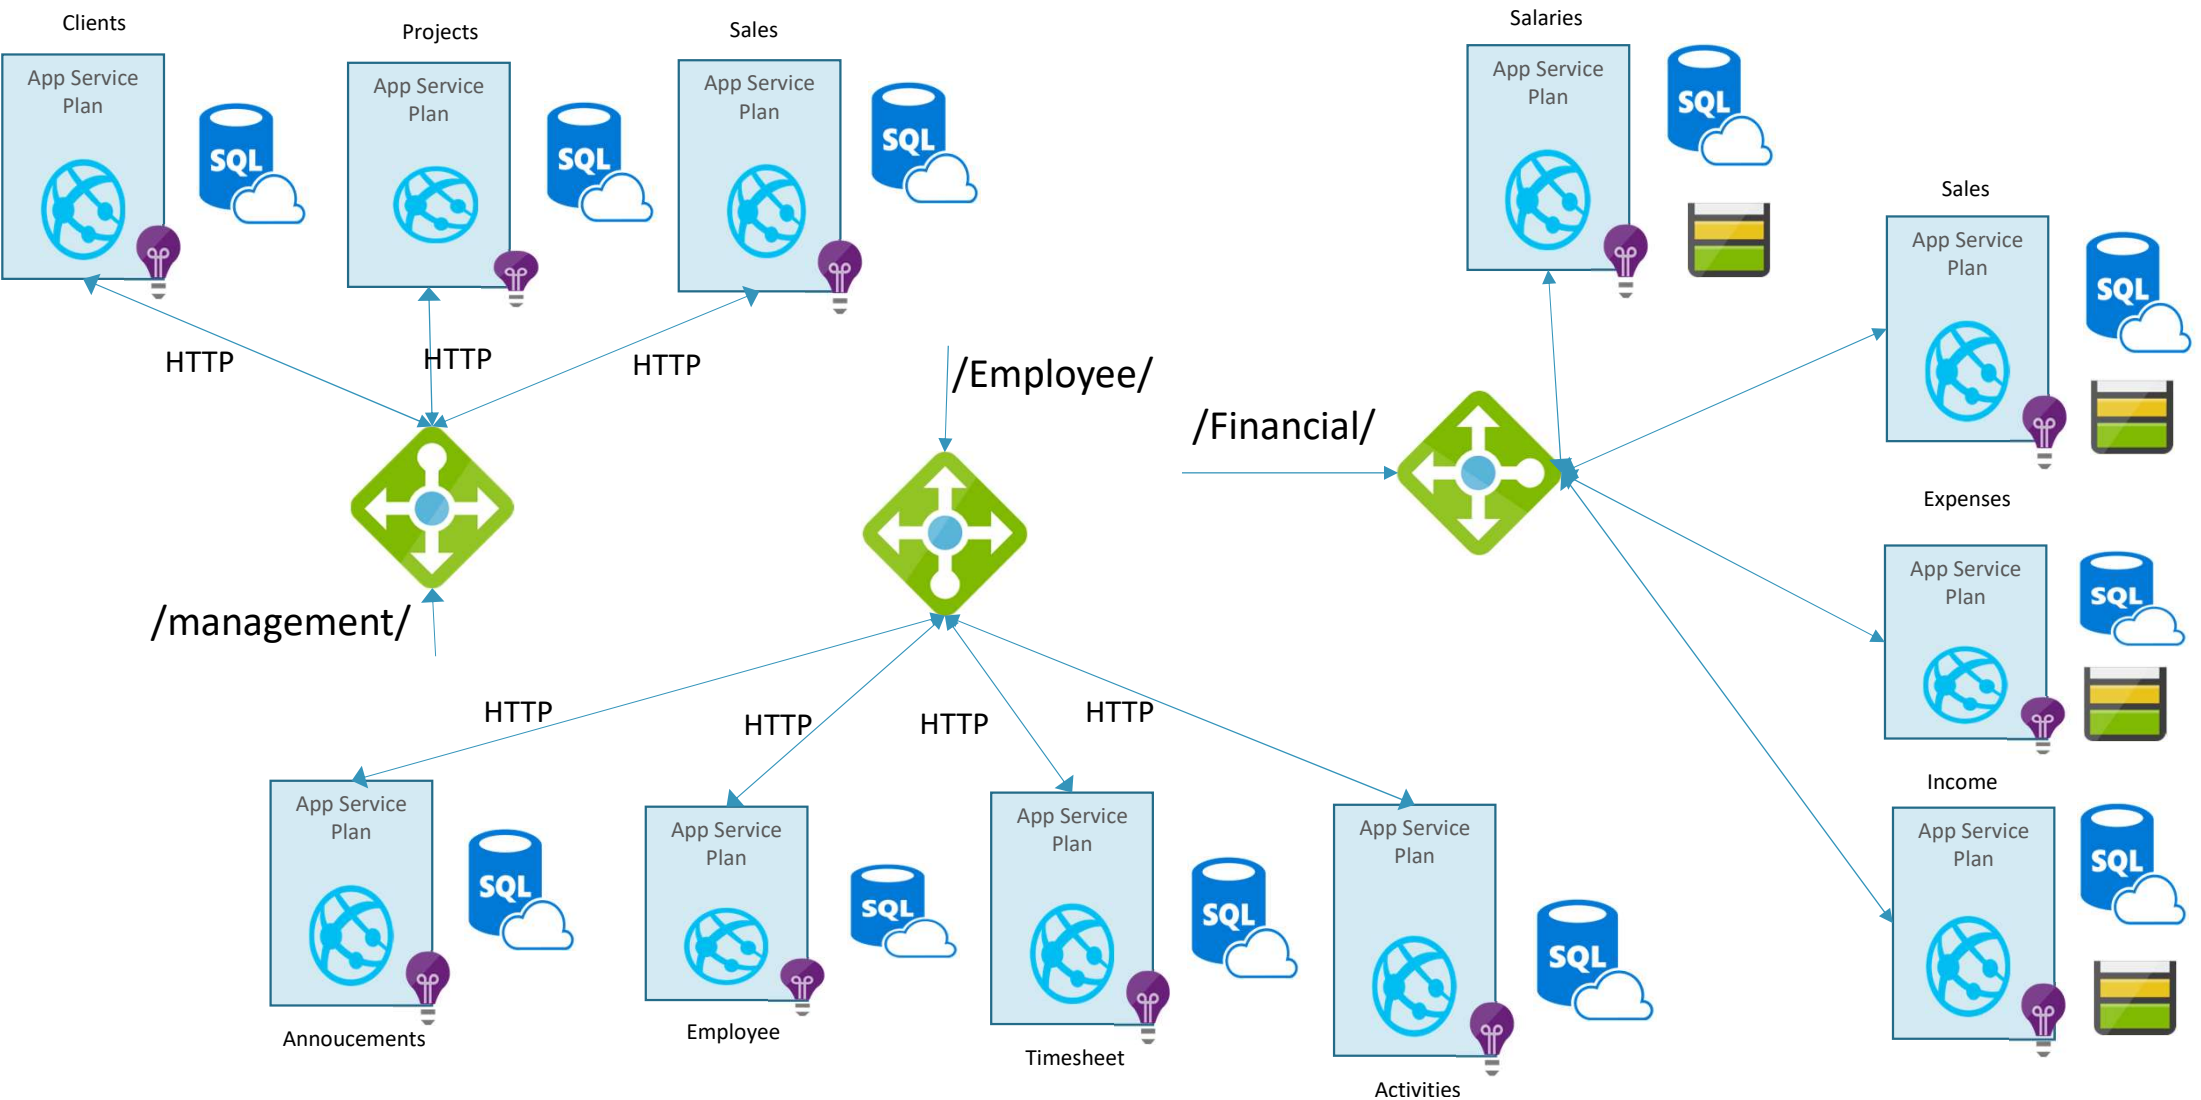 Clients
App Service
Plan
SQL
Projects
App Service
Plan
SQL
Sales
App Service
Plan
SQL
Salaries
App Service
Plan
SQL
Sales
App Service
Plan
SQL
HTTP
HTTP
HTTP
/Employee/
/Financial/
/management/
Expenses
App Service
Plan
SQL
HTTP
HTTP
HTTP
HTTP
App Service
Plan
SQL
Annoucements
App Service
Plan
SQL
Employee
App Service
Plan
SQL
Timesheet
App Service
Plan
SQL
Activities
Income
App Service
Plan
SQL